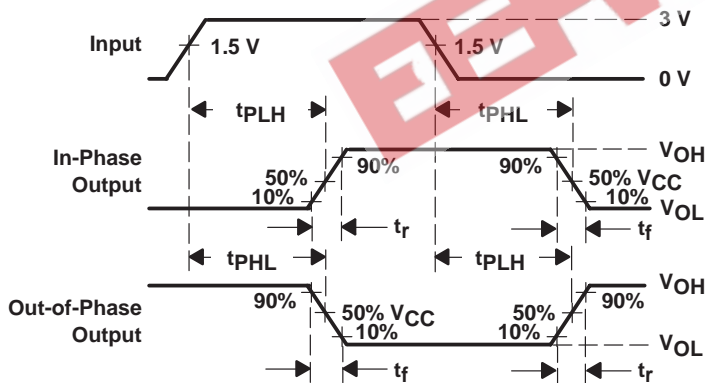 3 V
Input
1.5 V
1.5 V
0 V
tPLH
tPHL
In-Phase
Output
VOH
90%
90%
50%
50% VCC
10%
10%
VOL
tr
tf
tPHL
tPLH
Out-of-Phase
Output
VOH
90%
90%
50% VCC
50%
10%
10%
VOL
tf
tr